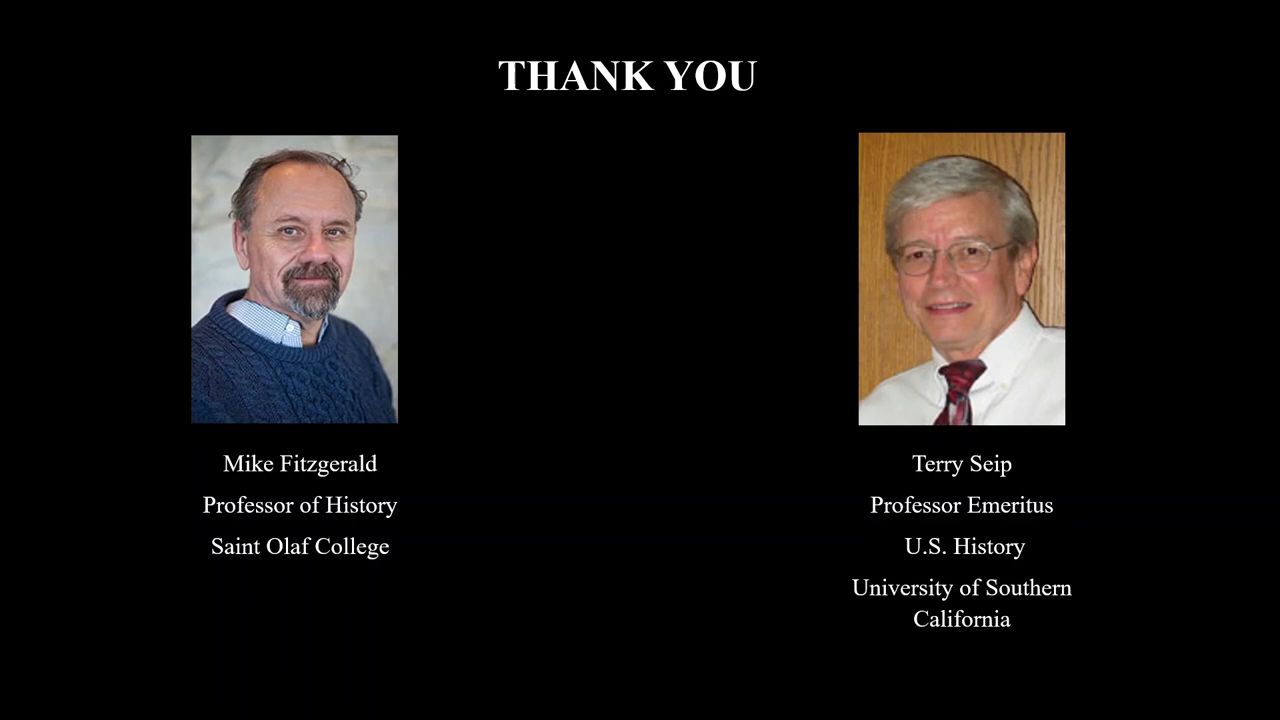 THANK YOU
Mike Fitzgerald
Professor of History
Saint Olaf College
Terry Seip
Professor Emeritus
U.S. History
University of Southern
California